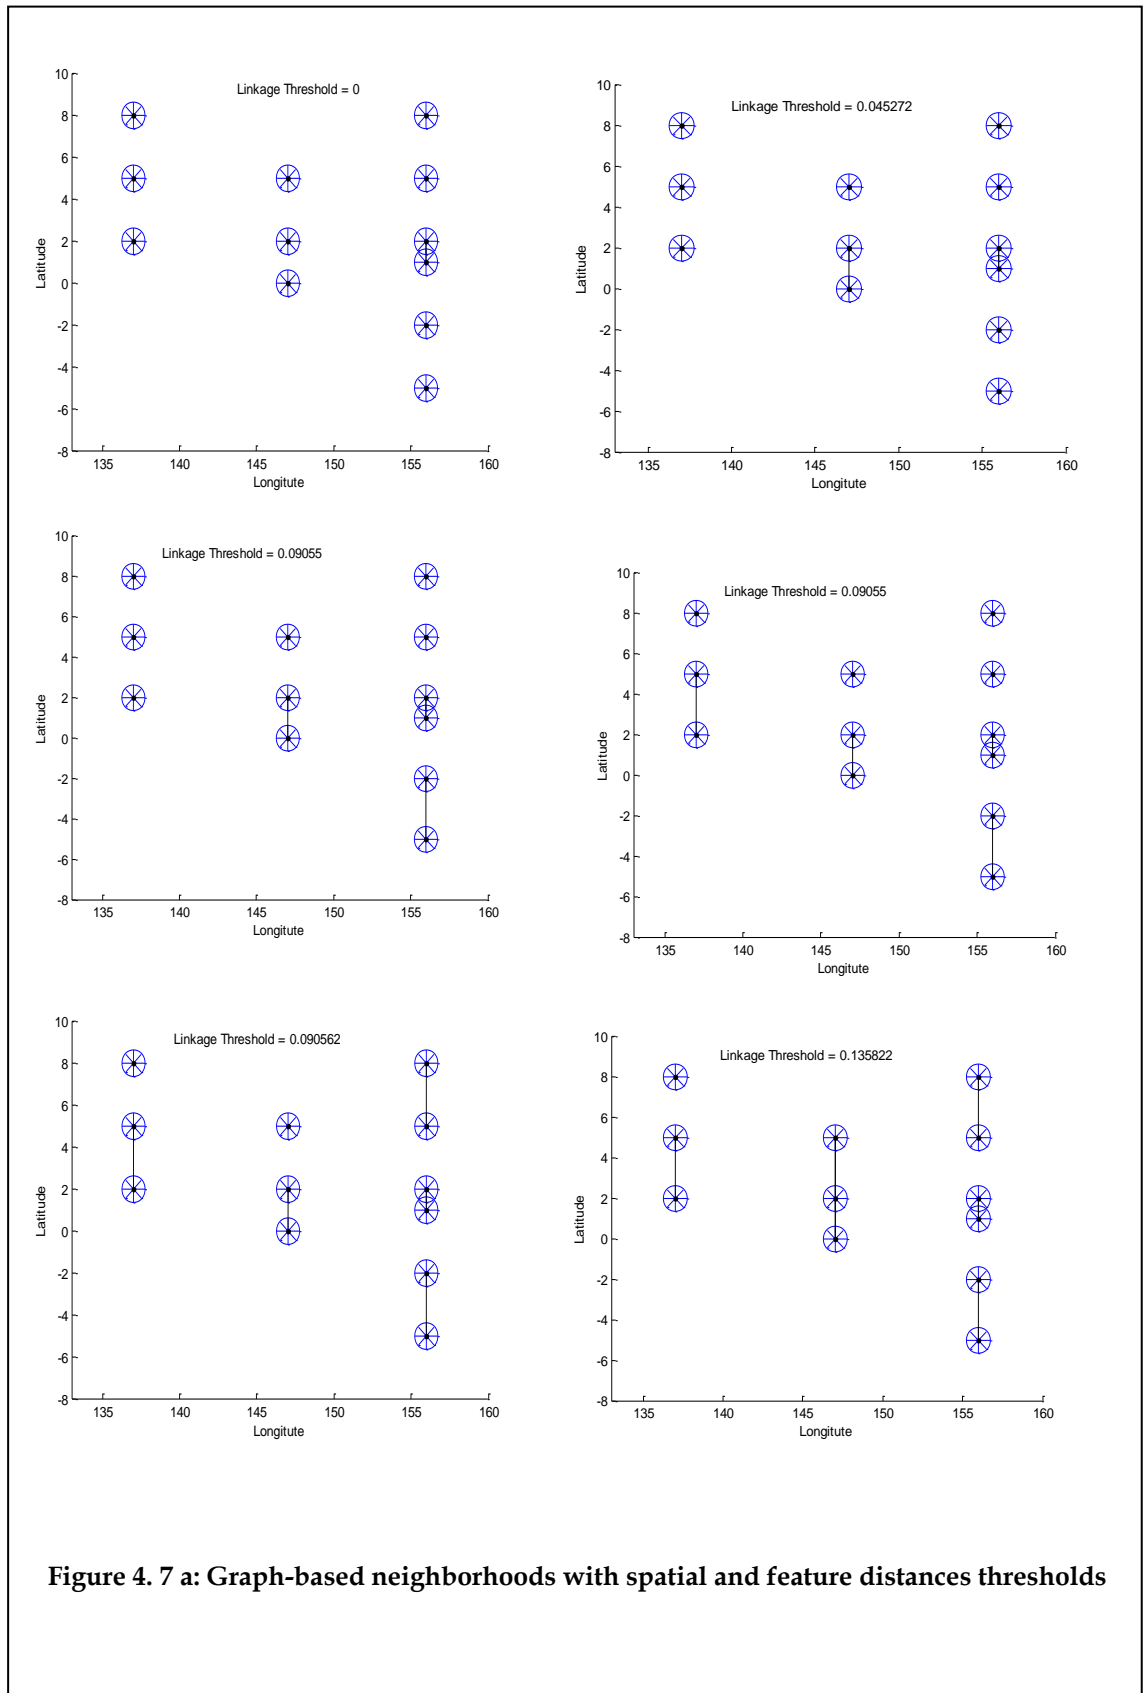 Linkage Threshold = 0
10
8
6
4
2
0
-2
-4
-6
-8
Latitude
135 140 145 150 155 160
Longitute
Linkage Threshold = 0.045272
10
8
6
4
2
0
-2
-4
-6
-8
Latitude
135 140 145 150 155 160
Longitute
Linkage Threshold = 0.09055
10
8
6
4
2
0
-2
-4
-6
-8
Latitude
135 140 145 150 155 160
Longitute
Linkage Threshold = 0.09055
10
8
6
4
2
0
-2
-4
-6
-8
Latitude
135 140 145 150 155 160
Longitute
Linkage Threshold = 0.090562
10
8
6
4
2
0
-2
-4
-6
-8
Latitude
135 140 145 150 155 160
Longitute
Linkage Threshold = 0.135822
10
8
6
4
2
0
-2
-4
-6
-8
Latitude
135 140 145 150 155 160
Longitute
Figure 4. 7 a: Graph-based neighborhoods with spatial and feature distances thresholds